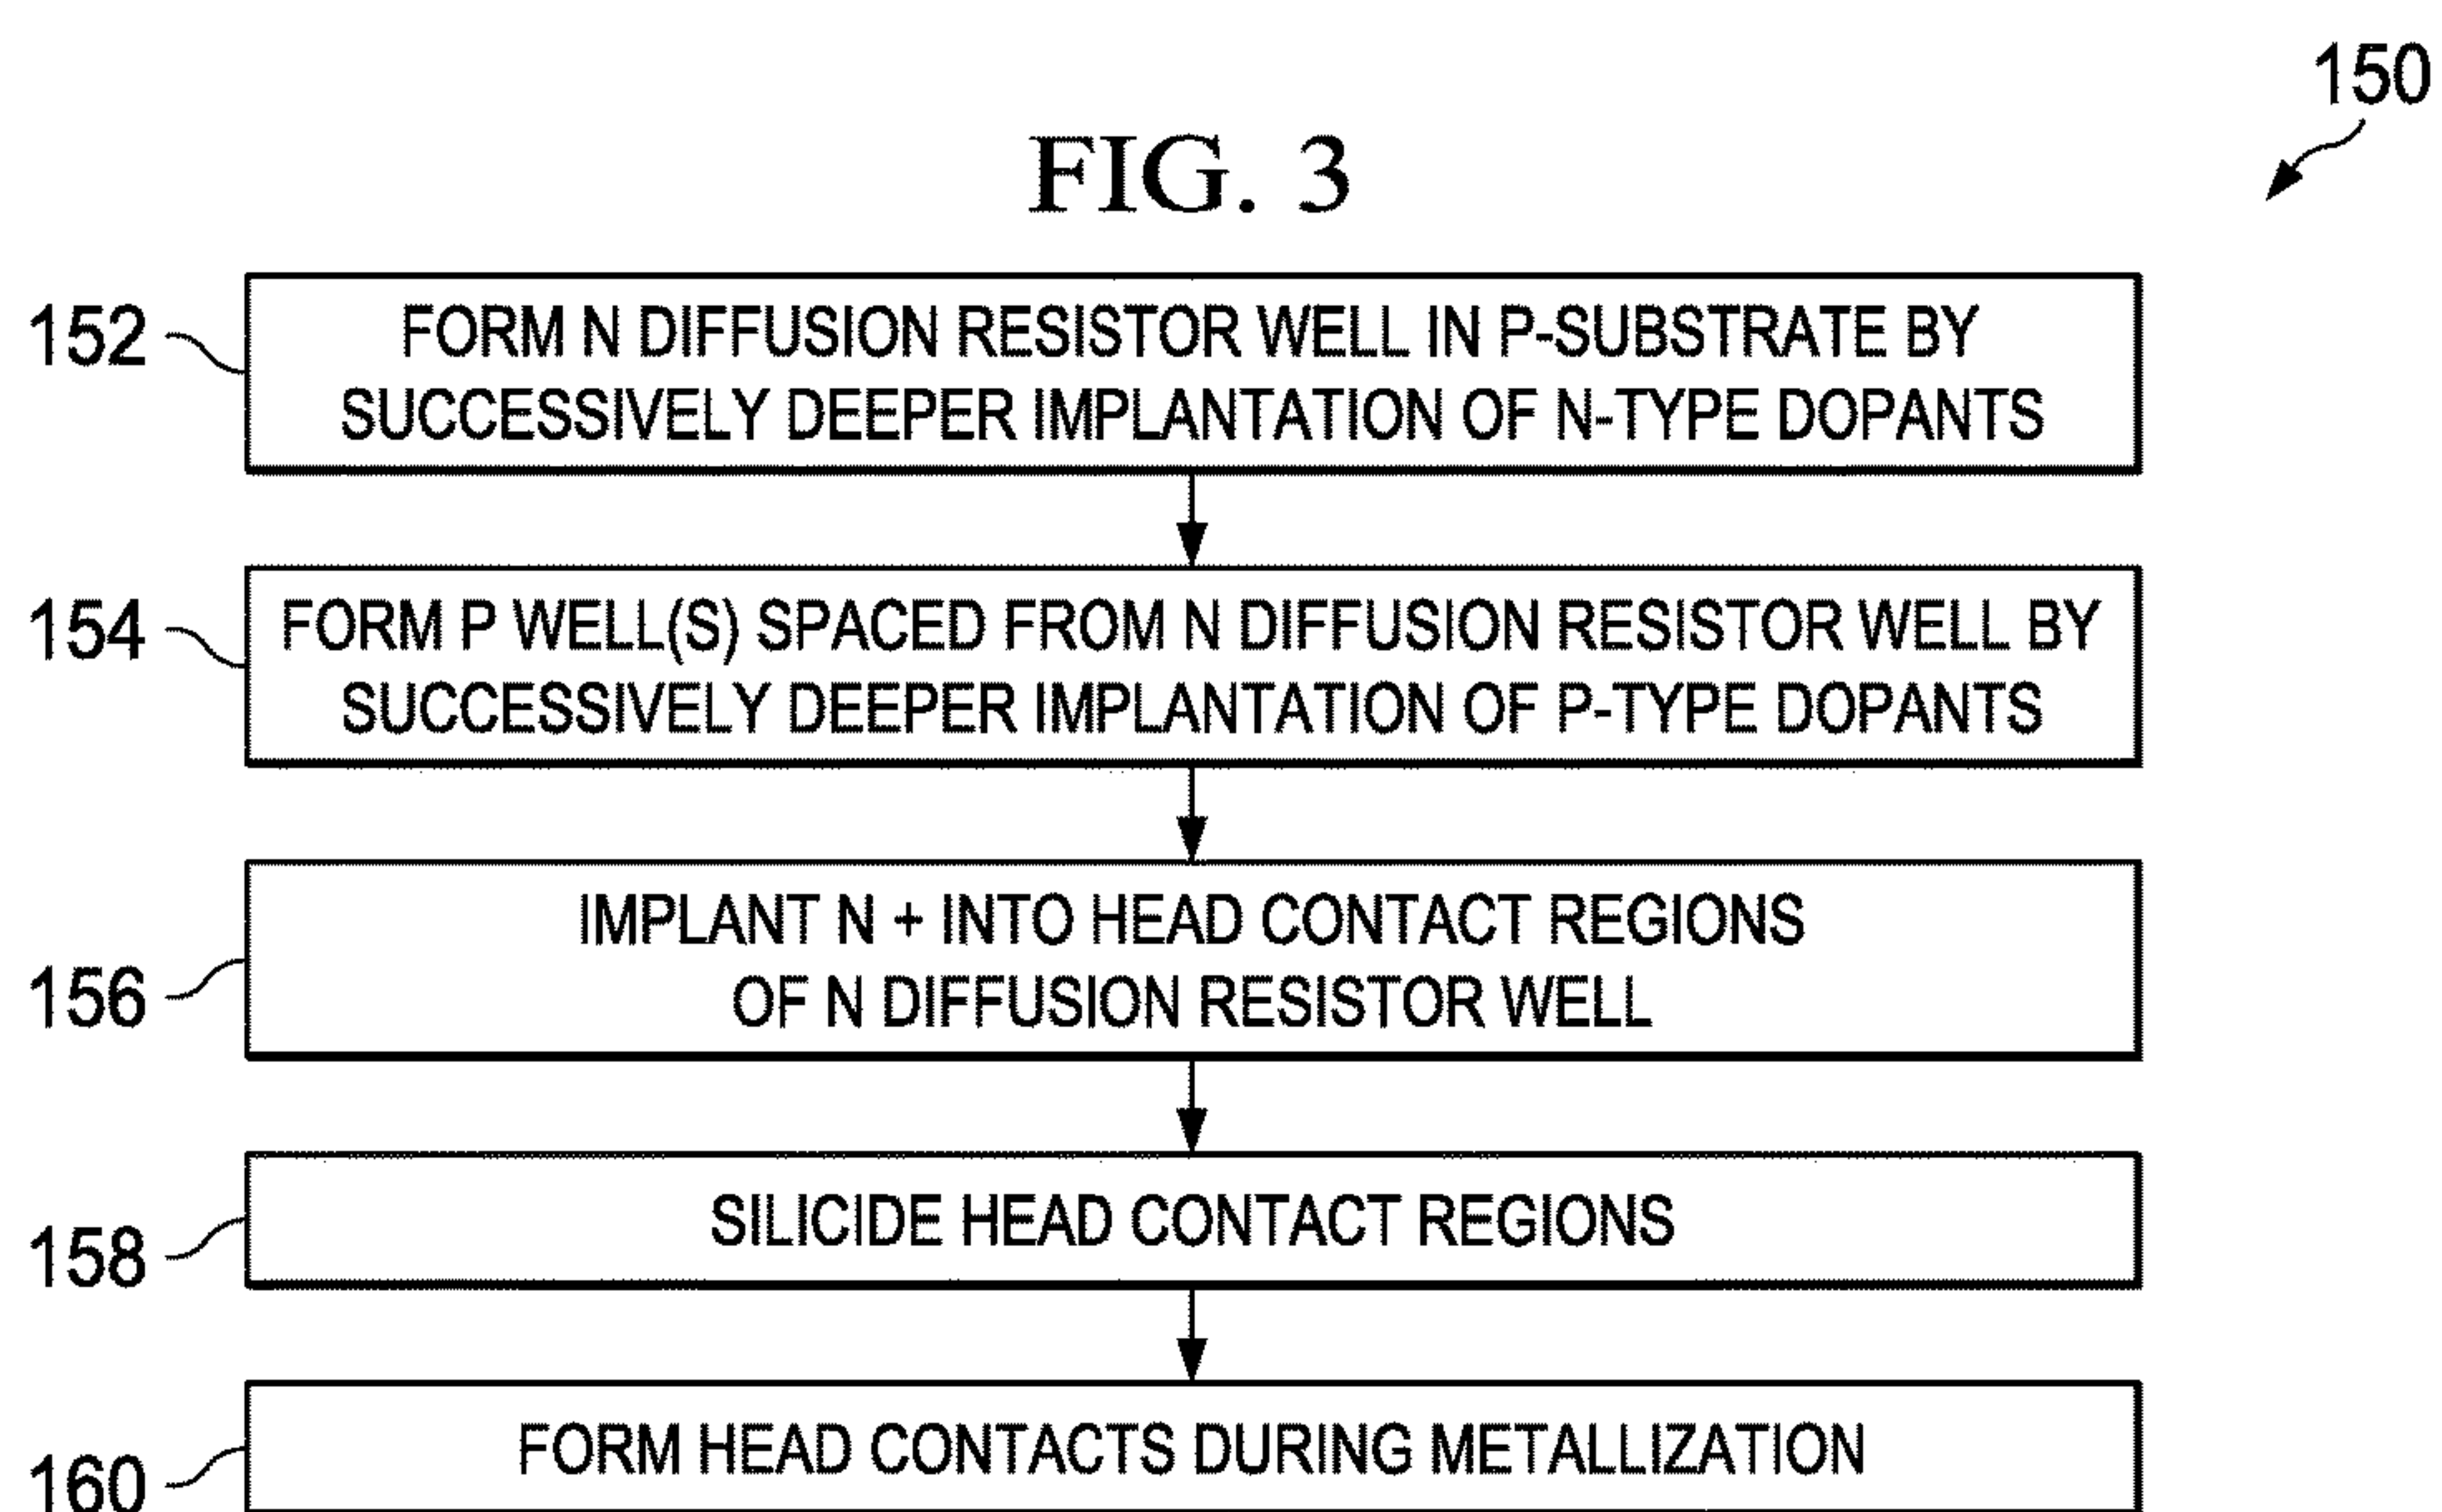 150
FIG. 3
152
FORM N DIFFUSION RESISTOR WELL IN P-SUBSTRATE BY
SUCCESSIVELY DEEPER IMPLANTATION OF N-TYPE DOPANTS
154
FORM P WELL(S) SPACED FROM N DIFFUSION RESISTOR WELL BY
SUCCESSIVELY DEEPER IMPLANTATION OF P-TYPE DOPANTS
156
IMPLANT N + INTO HEAD CONTACT REGIONS
OF N DIFFUSION RESISTOR WELL
158
SILICIDE HEAD CONTACT REGIONS
160
FORM HEAD CONTACTS DURING METALLIZATION